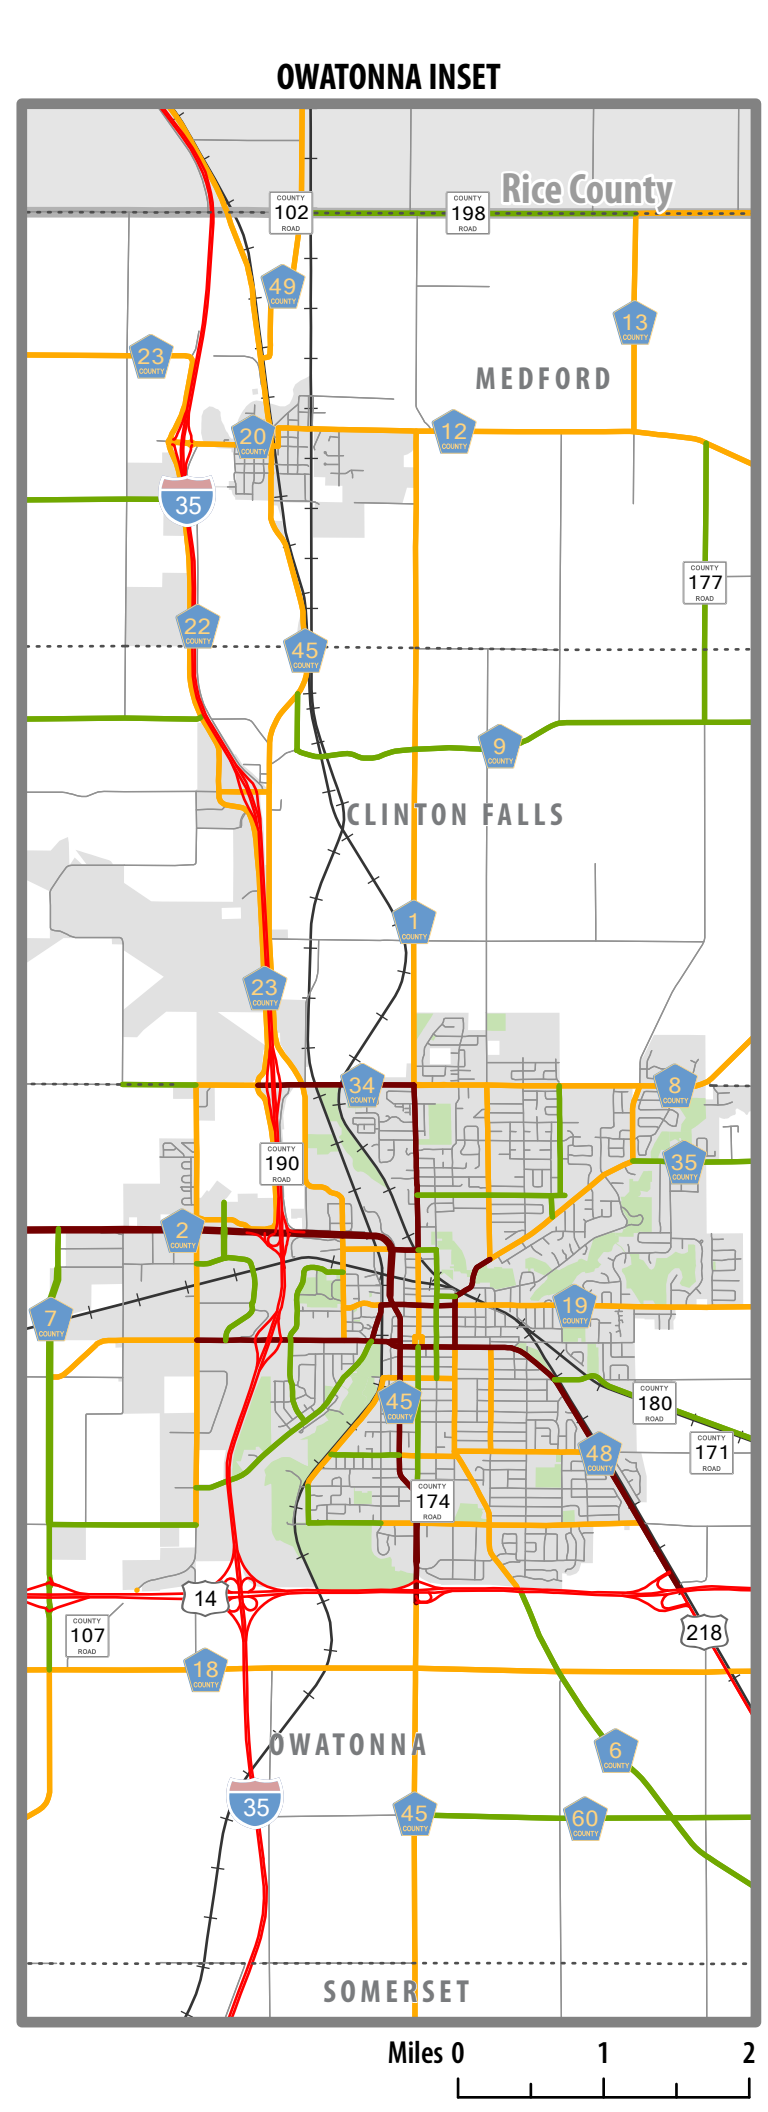 OWATONNA INSET
Rice County
COUNTY
102
ROAD
COUNTY
198
ROAD
49
COUNTY
13
COUNTY
23
COUNTY
MEDFORD
20
COUNTY
12
COUNTY
35
COUNTY
177
ROAD
22
COUNTY
45
COUNTY
9
COUNTY
CLINTON FALLS
1
COUNTY
23
COUNTY
34
COUNTY
8
COUNTY
COUNTY
190
ROAD
35
COUNTY
2
COUNTY
7
COUNTY
19
COUNTY
45
COUNTY
COUNTY
180
ROAD
48
COUNTY
COUNTY
171
ROAD
COUNTY
174
ROAD
14
COUNTY
107
ROAD
218
18
COUNTY
OWATONNA
6
COUNTY
35
45
COUNTY
60
COUNTY
SOMERSET
Miles 0 1 2